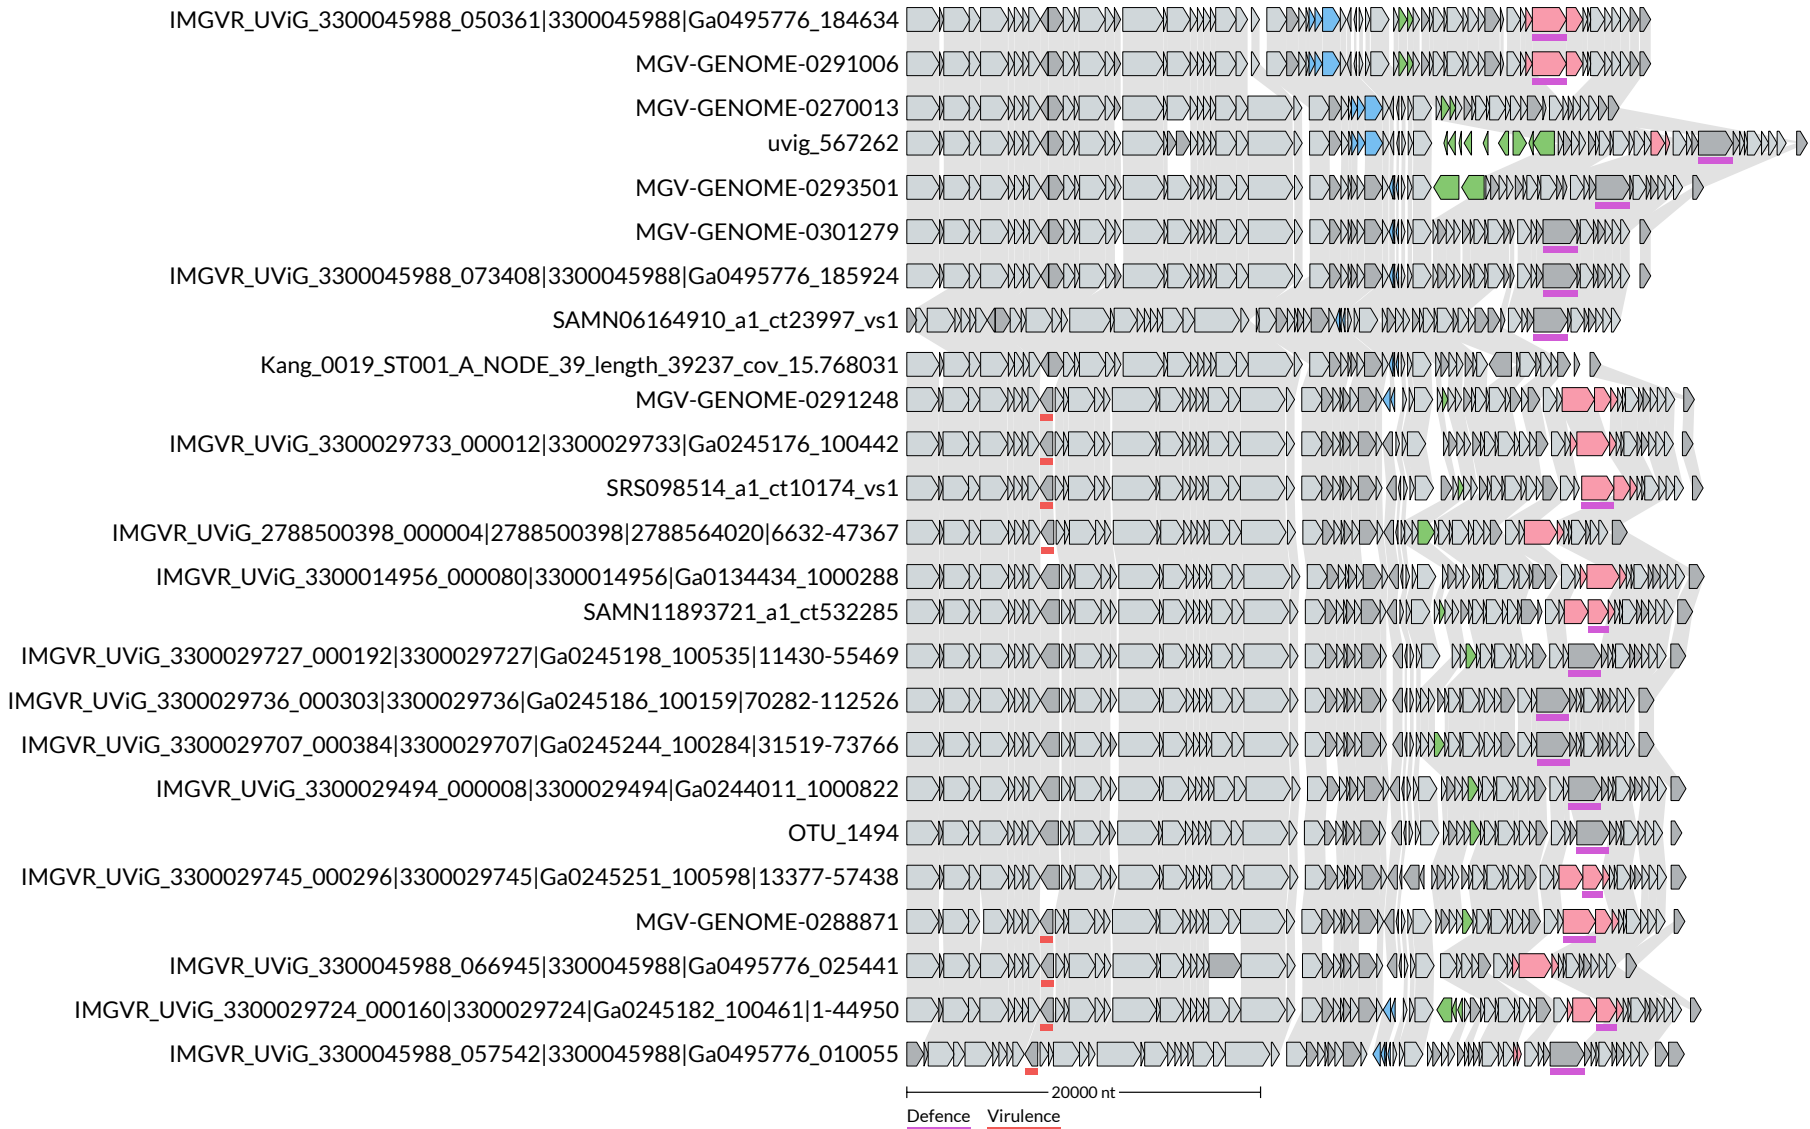 IMGVR_UViG_3300045988_050361|3300045988|Ga0495776_184634
MGV-GENOME-0291006
MGV-GENOME-0270013
uvig_567262
MGV-GENOME-0293501
MGV-GENOME-0301279
IMGVR_UViG_3300045988_073408|3300045988|Ga0495776_185924
SAMN06164910_a1_ct23997_vs1
Kang_0019_ST001_A_NODE_39_length_39237_cov_15.768031
MGV-GENOME-0291248
IMGVR_UViG_3300029733_000012|3300029733|Ga0245176_100442
SRS098514_a1_ct10174_vs1
IMGVR_UViG_2788500398_000004|2788500398|2788564020|6632-47367
IMGVR_UViG_3300014956_000080|3300014956|Ga0134434_1000288
SAMN11893721_a1_ct532285
IMGVR_UViG_3300029727_000192|3300029727|Ga0245198_100535|11430-55469
IMGVR_UViG_3300029736_000303|3300029736|Ga0245186_100159|70282-112526
IMGVR_UViG_3300029707_000384|3300029707|Ga0245244_100284|31519-73766
IMGVR_UViG_3300029494_000008|3300029494|Ga0244011_1000822
OTU_1494
IMGVR_UViG_3300029745_000296|3300029745|Ga0245251_100598|13377-57438
MGV-GENOME-0288871
IMGVR_UViG_3300045988_066945|3300045988|Ga0495776_025441
IMGVR_UViG_3300029724_000160|3300029724|Ga0245182_100461|1-44950
IMGVR_UViG_3300045988_057542|3300045988|Ga0495776_010055
20000 nt
Defence Virulence